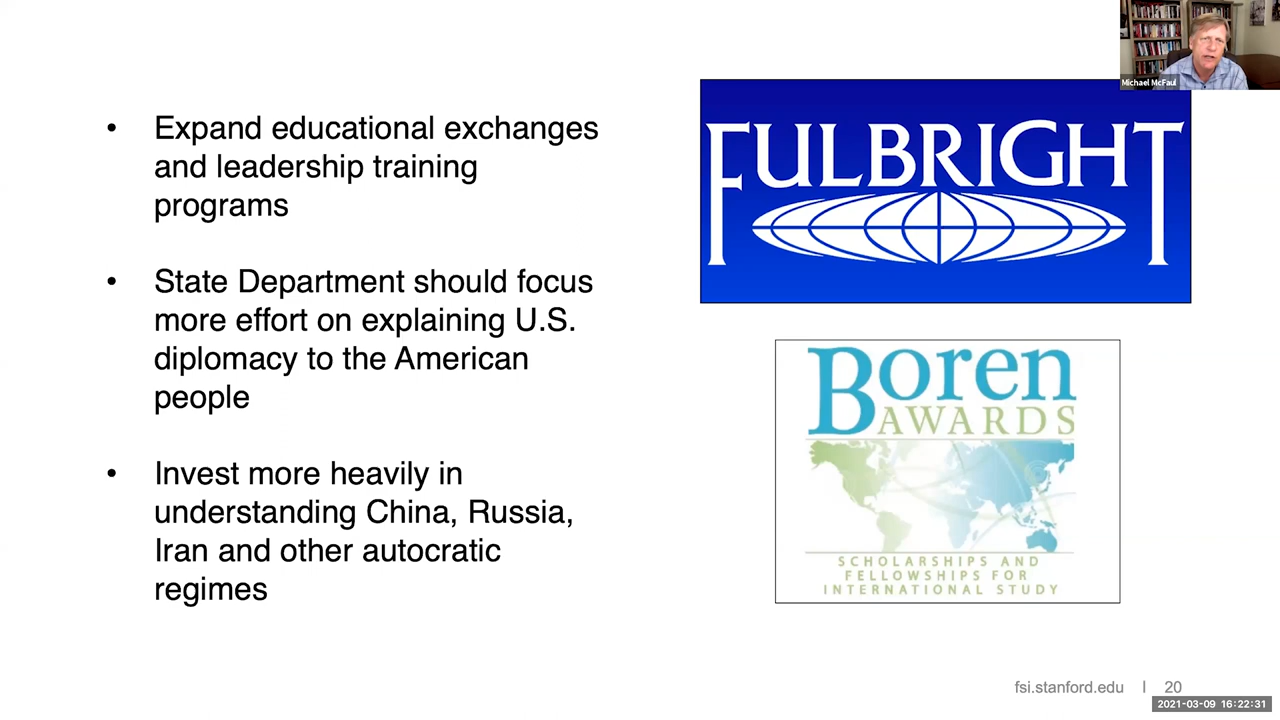 Michael McFaul
• Expand educational exchanges
and leadership training
programs
• State Department should focus
more effort on explaining U.S.
diplomacy to the American
people
• Invest more heavily in
understanding China, Russia,
Iran and other autocratic
regimes
FULBRIGHT
Boren
AWARDS
SCHOLARSHIPS AND
FELLOWSHIPS FOR
INTERNATIONAL STUDY
fsi.stanford.edu | 20
2021-03-09 16:22:31